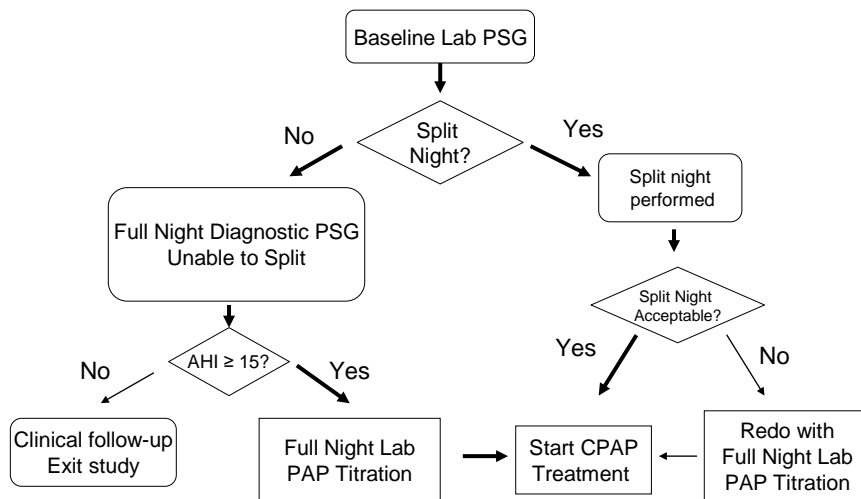 Baseline Lab PSG
No
Split
Night?
Yes
Split night
performed
Full Night Diagnostic PSG
Unable to Split
Split Night
Acceptable?
AHI ≥ 15?
No
Yes
Yes
No
Clinical follow-up
Exit study
Full Night Lab
PAP Titration
Start CPAP
Treatment
Redo with
Full Night Lab
PAP Titration